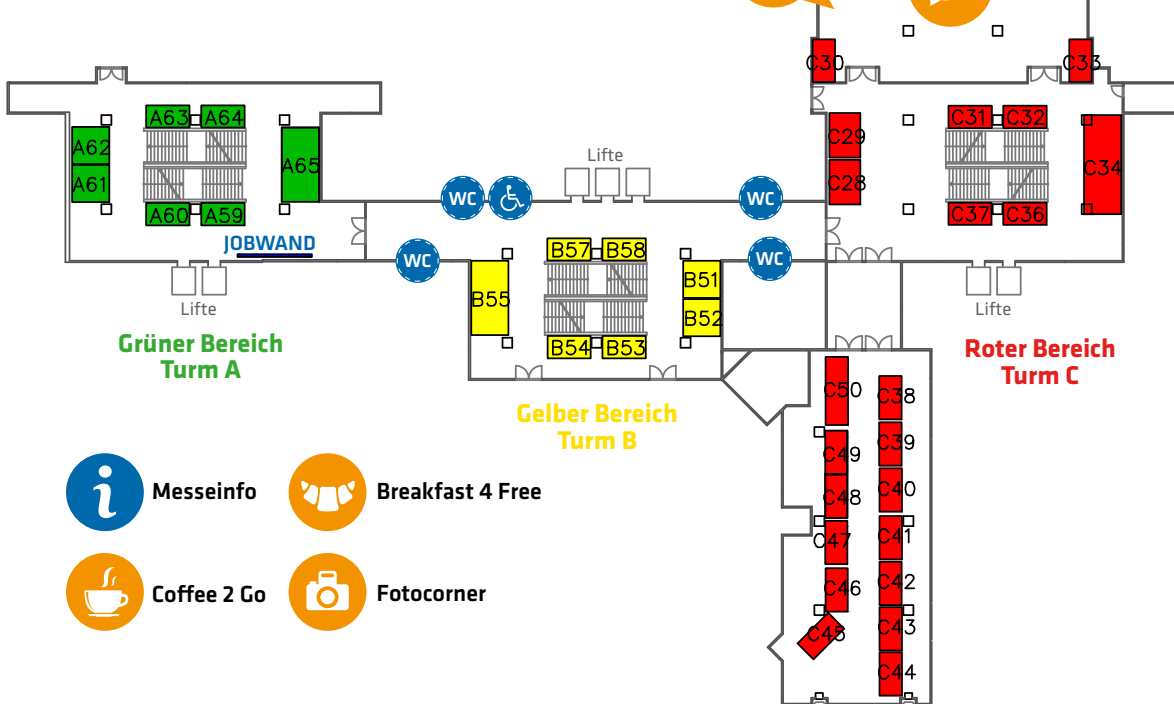 C30
C33
A63
A64
C31
C32
A62
A65
C29
C34
A61
C28
Lifte
WC
WC
A60
A59
C37
C36
JOBWAND
WC
B57
B58
WC
B55
B51
B52
Lifte
Lifte
B54
B53
Grüner Bereich
Turm A
Roter Bereich
Turm C
Gelber Bereich
Turm B
C50
C38
C49
C39
C48
C40
C47
C41
C46
C42
C45
C43
C44
Messeinfo
Breakfast 4 Free
Coffee 2 Go
Fotocorner